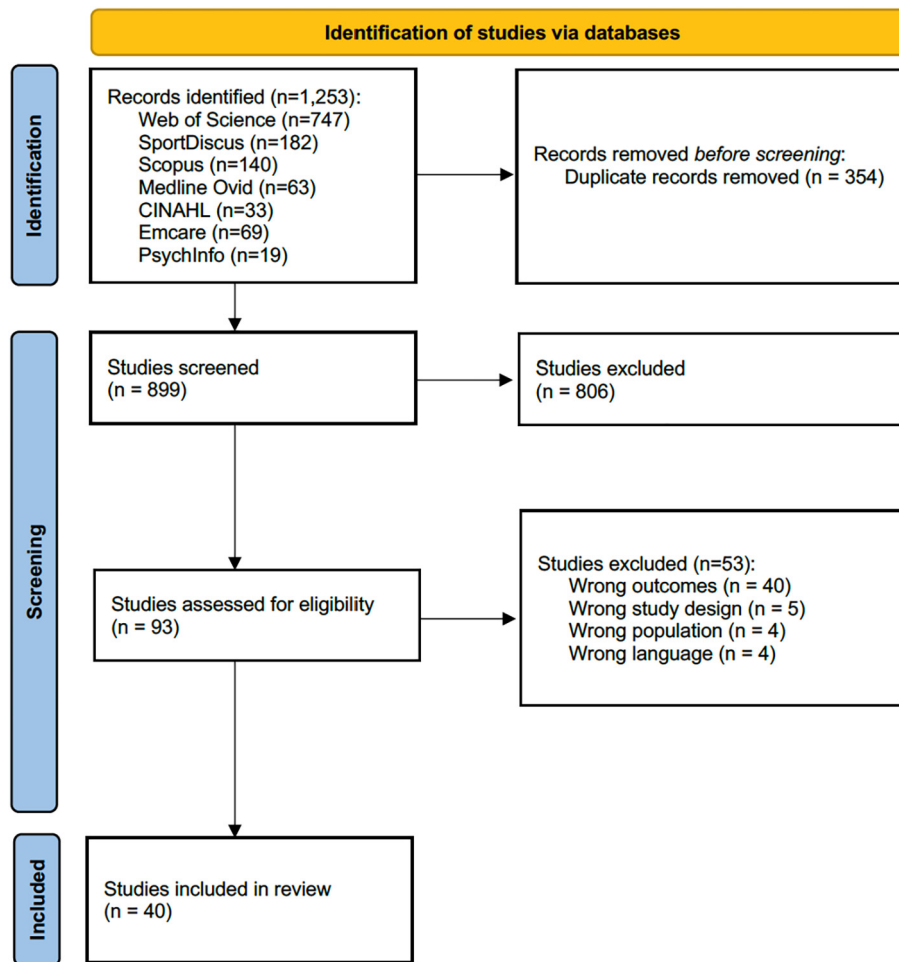 Identification of studies via databases
Identification
Records identified (n=1,253):
Web of Science (n=747)
SportDiscus (n=182)
Scopus (n=140)
Medline Ovid (n=63)
CINAHL (n=33)
Emcare (n=69)
PsychInfo (n=19)
Records removed before screening:
Duplicate records removed (n = 354)
Screening
Studies screened
(n = 899)
Studies excluded
(n = 806)
Studies assessed for eligibility
(n = 93)
Studies excluded (n=53):
Wrong outcomes (n = 40)
Wrong study design (n = 5)
Wrong population (n = 4)
Wrong language (n = 4)
Included
Studies included in review
(n = 40)